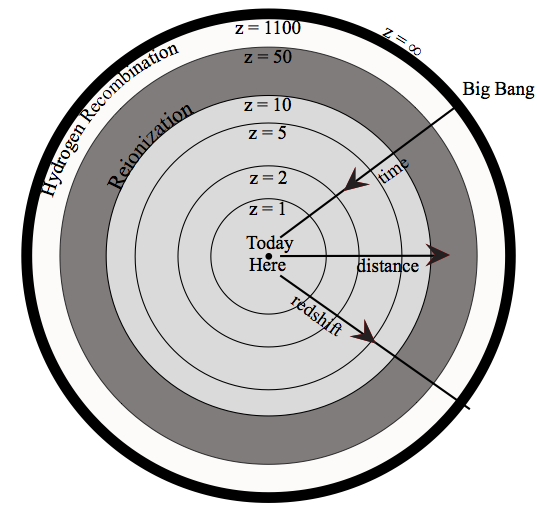 z = 1100
z = ∞
z = 50
Big Bang
Hydrogen Recombination
z = 10
Reionization
z = 5
time
z = 2
z = 1
Today
Here
distance
redshift